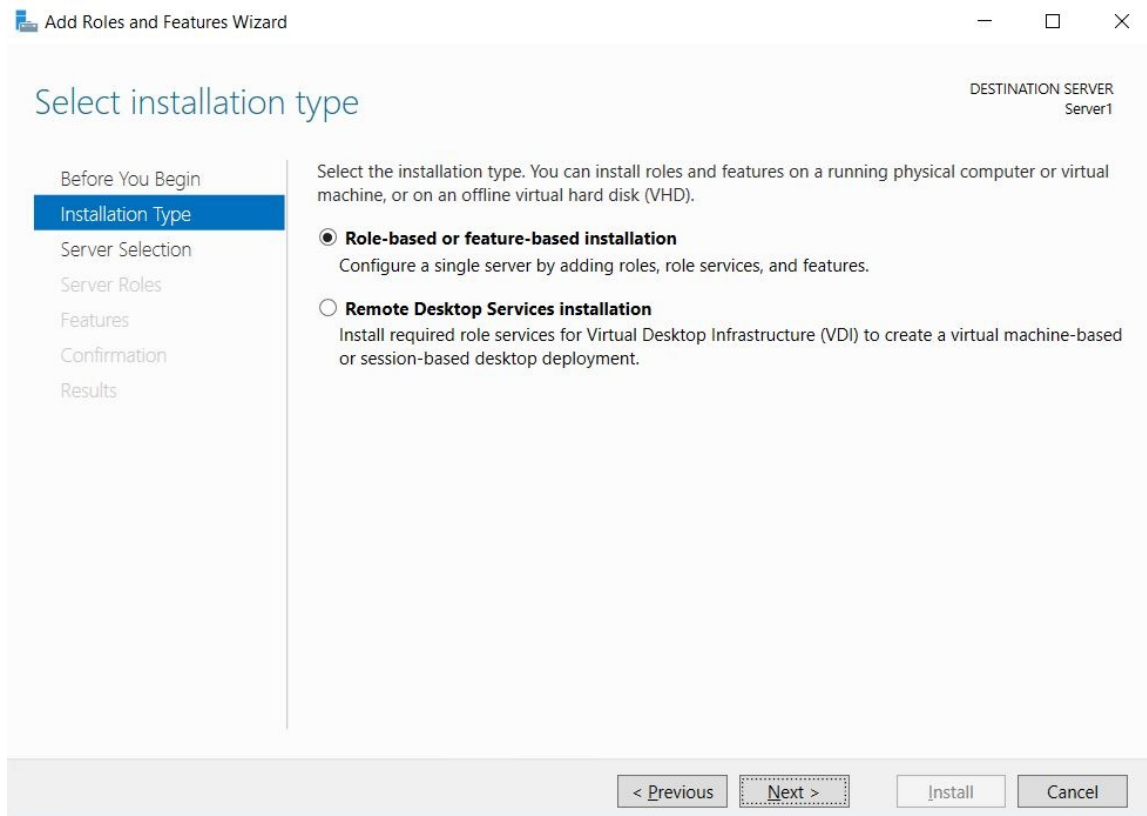 Add Roles and Features Wizard
Select installation type
DESTINATION SERVER
Server1
Before You Begin
Installation Type
Server Selection
Server Roles
Features
Confirmation
Results
Select the installation type. You can install roles and features on a running physical computer or virtual
machine, or on an offline virtual hard disk (VHD).
Role-based or feature-based installation
Configure a single server by adding roles, role services, and features.
Remote Desktop Services installation
Install required role services for Virtual Desktop Infrastructure (VDI) to create a virtual machine-based
or session-based desktop deployment.
< Previous
Next >
Install
Cancel